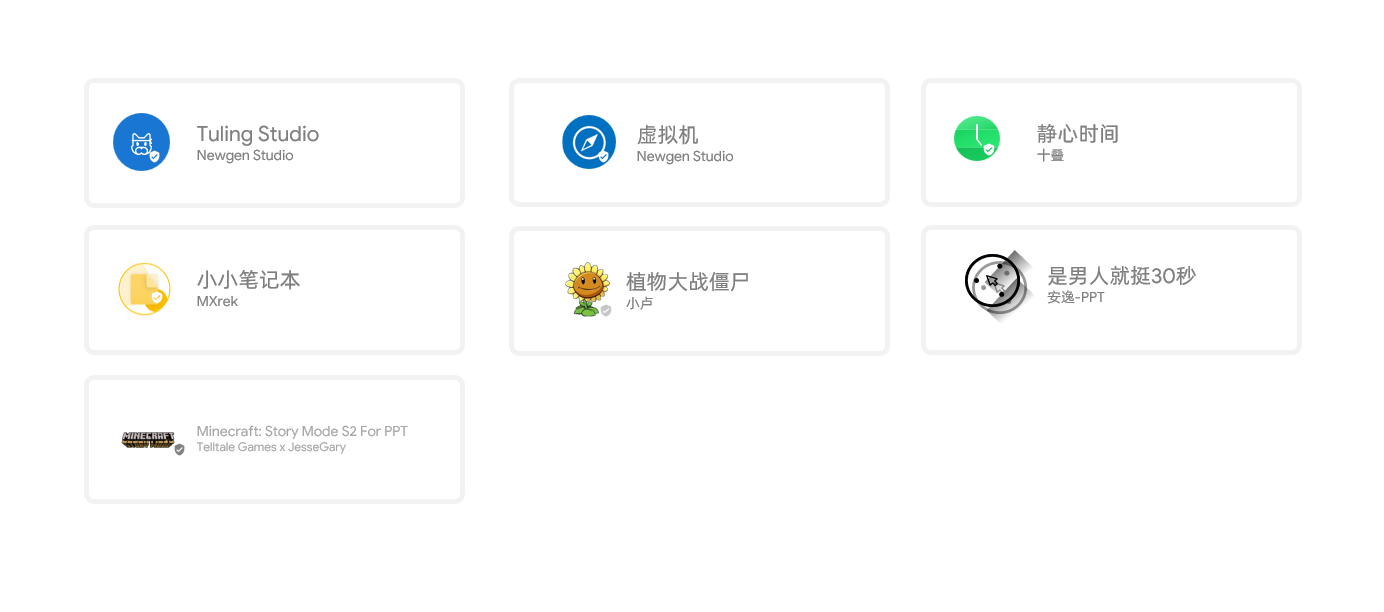 Tuling Studio
Newgen Studio
虚拟机
Newgen Studio
静心时间
十叠
小小笔记本
MXrek
植物大战僵尸
小卢
是男人就挺30秒
安逸-PPT
MINECRAFT
Minecraft: Story Mode S2 For PPT
Telltale Games x JesseGary